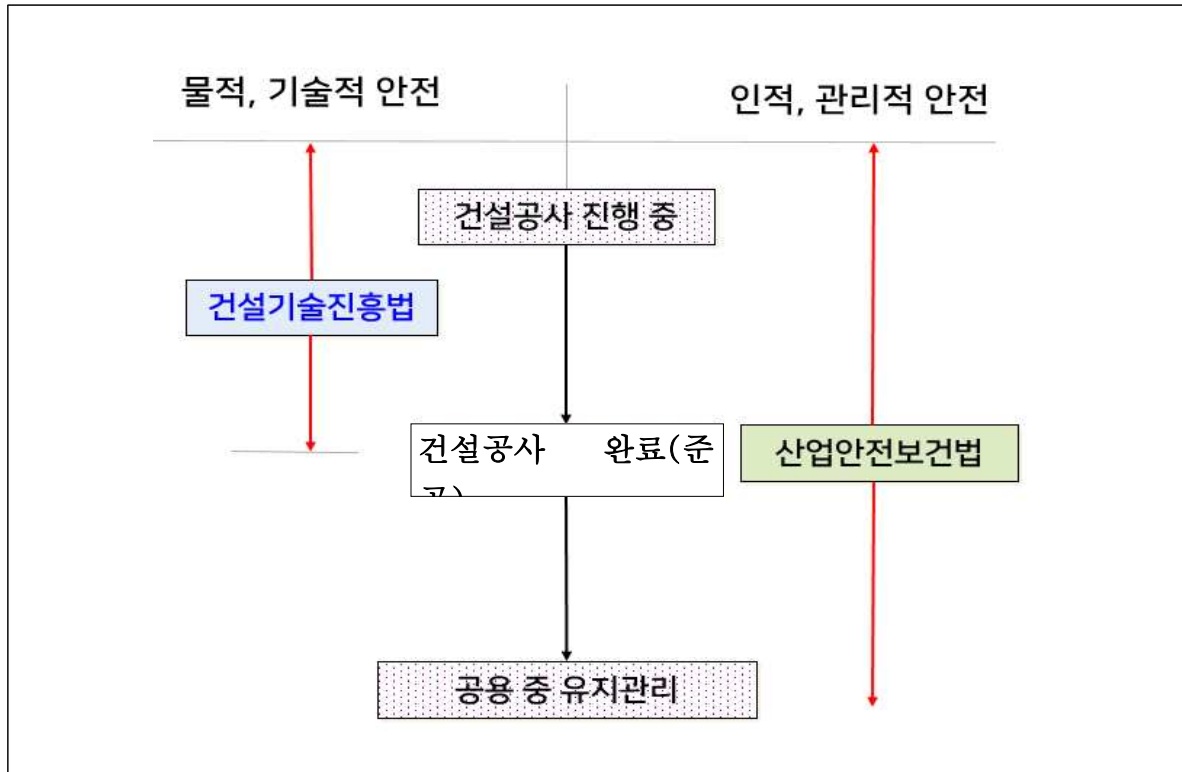 물적, 기술적 안전
인적, 관리적 안전
건설공사 진행 중
건설기술진흥법
건설공사 완료(준
산업안전보건법
공용 중 유지관리